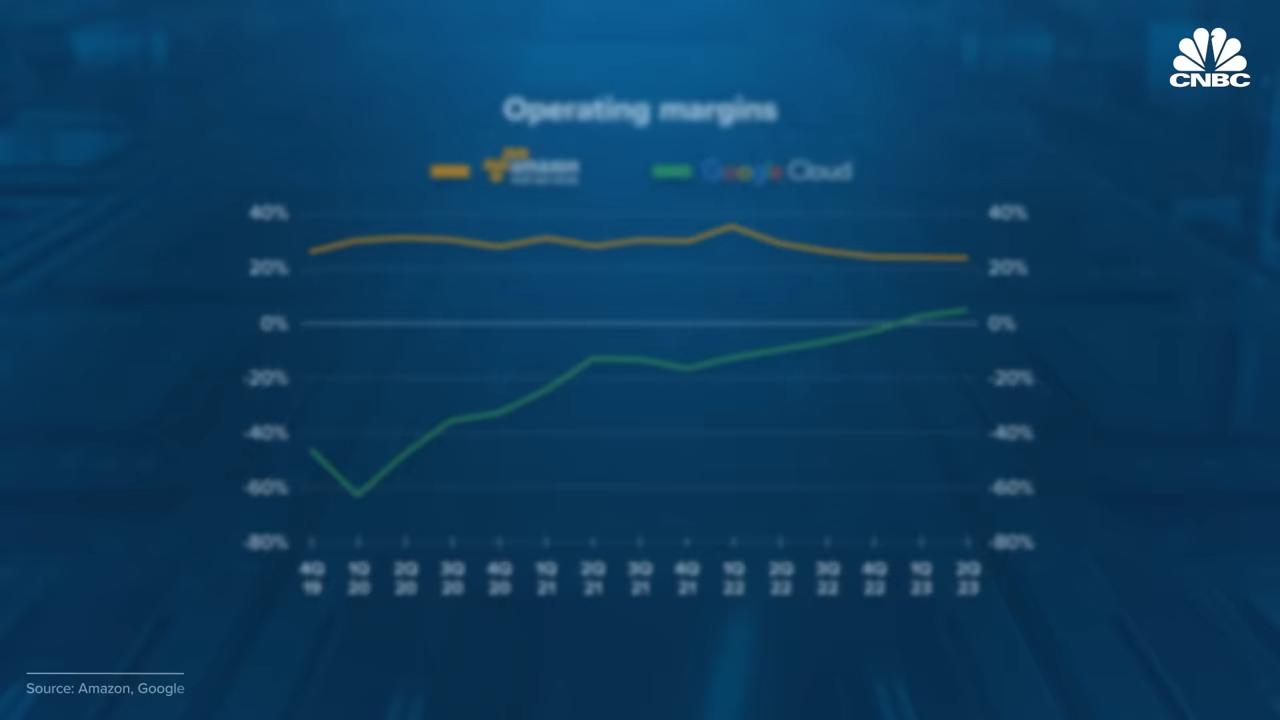 CNBC
Operating margins
amazon
Google Cloud
40% 40%
20% 20%
0% 0%
-20% -20%
-40% -40%
-60% -60%
-80% -80%
4Q 1Q 2Q 3Q 4Q 1Q 2Q 3Q 4Q 1Q 2Q 3Q 4Q 1Q 2Q
19 20 20 20 20 21 21 21 21 22 22 22 22 23 23
Source: Amazon, Google